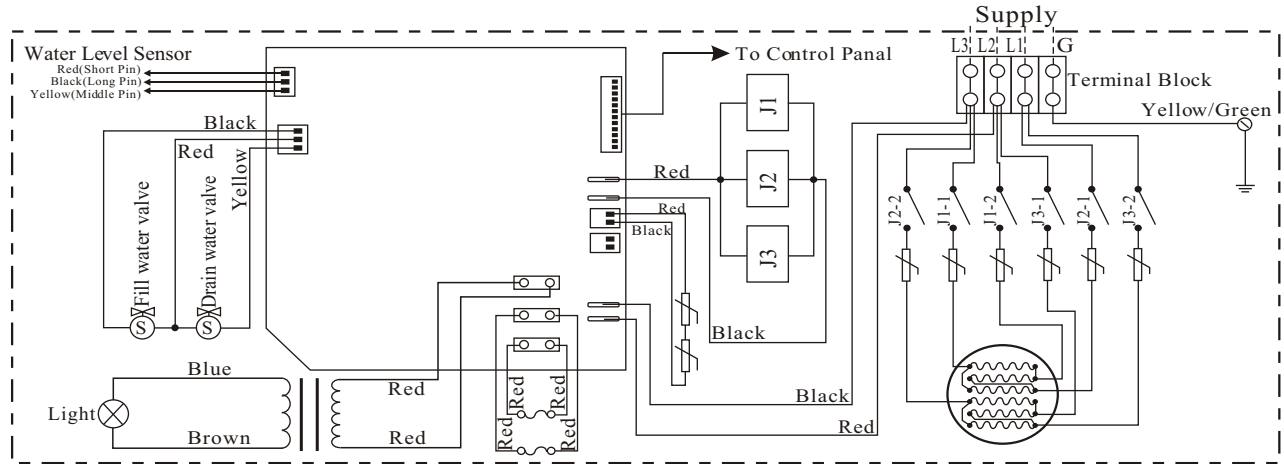 Supply
L3 L2 L1 G
Terminal Block
Yellow/Green
Water Level Sensor
Red(Short Pin)
Black(Long Pin)
Yellow(Middle Pin)
To Control Panal
Black
Red
Yellow
Fill water valve
Drain water valve
S
S
Red
Red
Black
J1
J2
J3
Black
J2-2
J1-1
J1-2
J3-1
J2-1
J3-2
Light
Blue
Brown
Red
Red
Red
Red
Red
Red
Black
Red